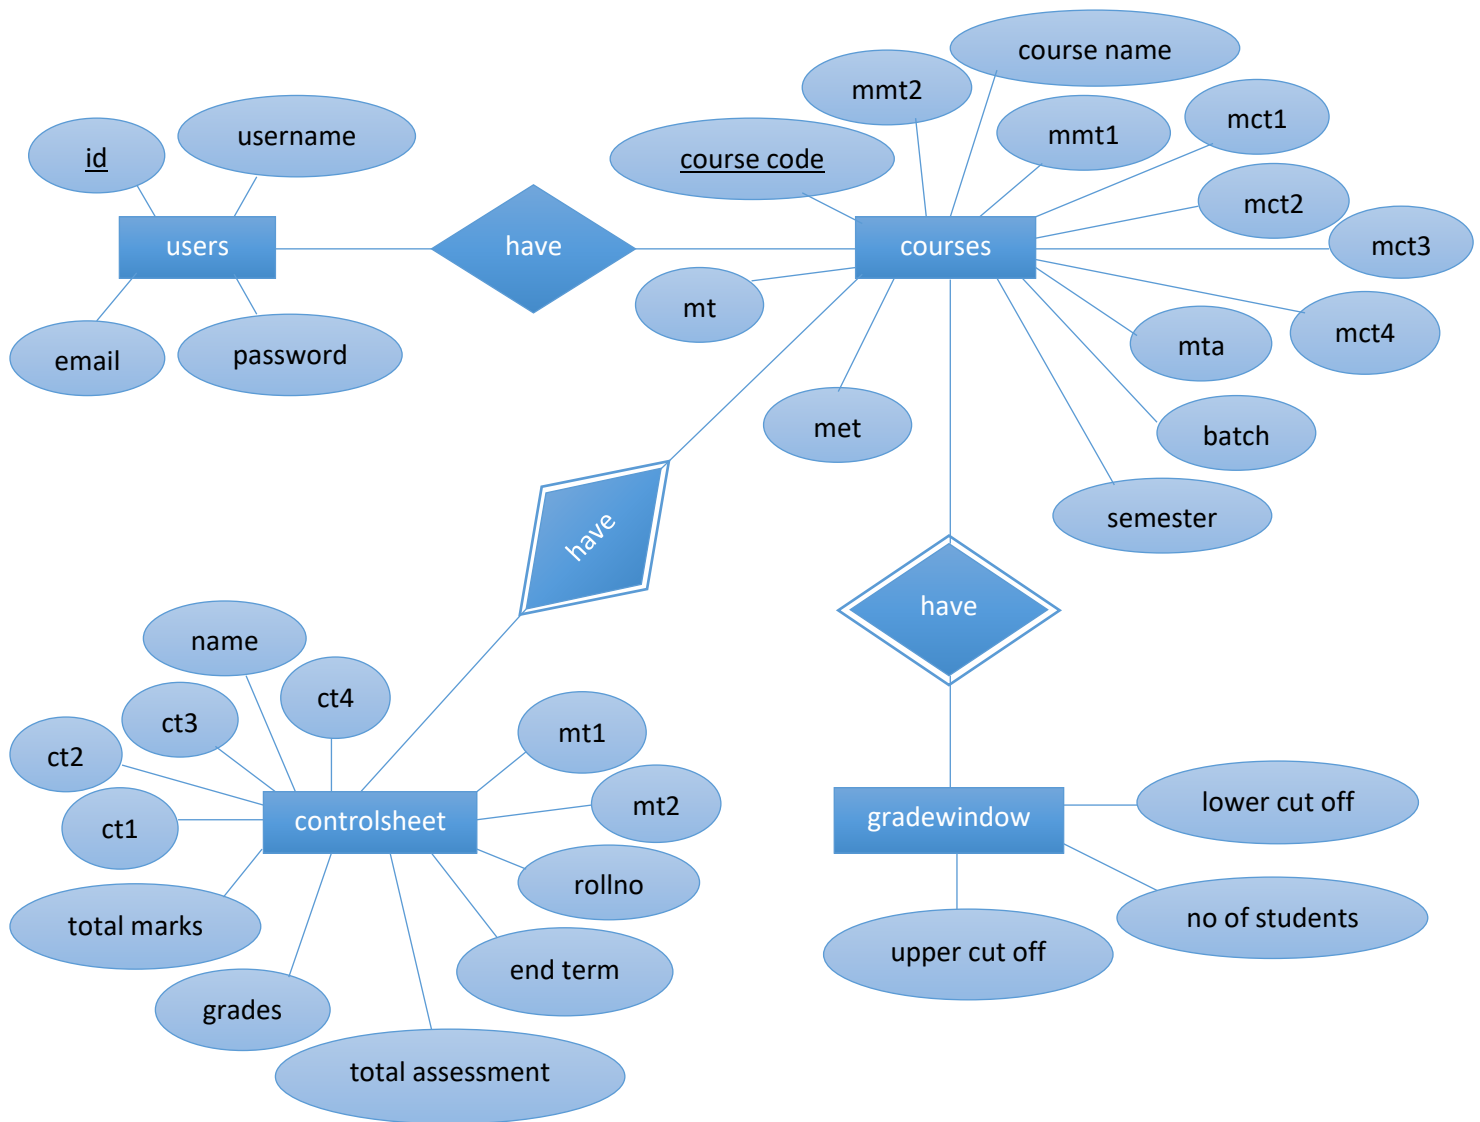 course name
mmt2
mct1
username
mmt1
id
course code
mct2
users
have
courses
mct3
mt
mct4
mta
email
password
met
batch
semester
have
have
name
ct4
ct3
mt1
ct2
lower cut off
mt2
controlsheet
gradewindow
ct1
rollno
no of students
total marks
upper cut off
end term
grades
total assessment